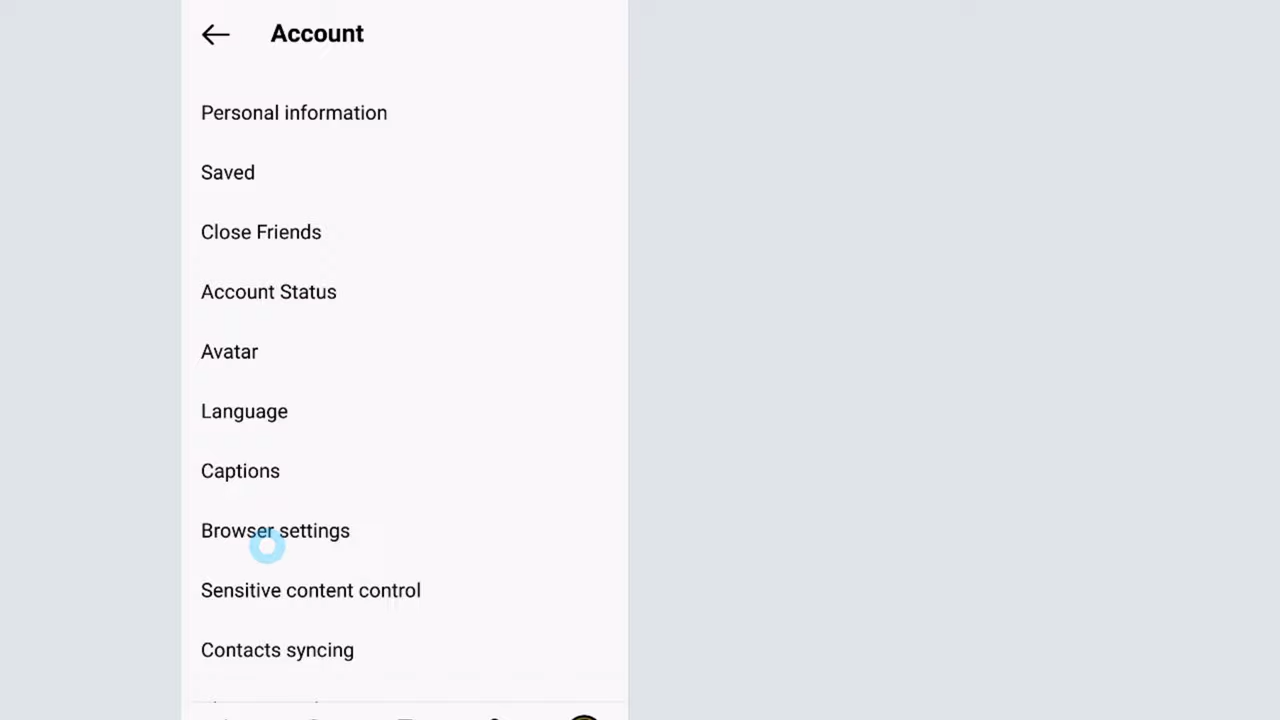 Account
Personal information
Saved
Close Friends
Account Status
Avatar
Language
Captions
Browser settings
Sensitive content control
Contacts syncing